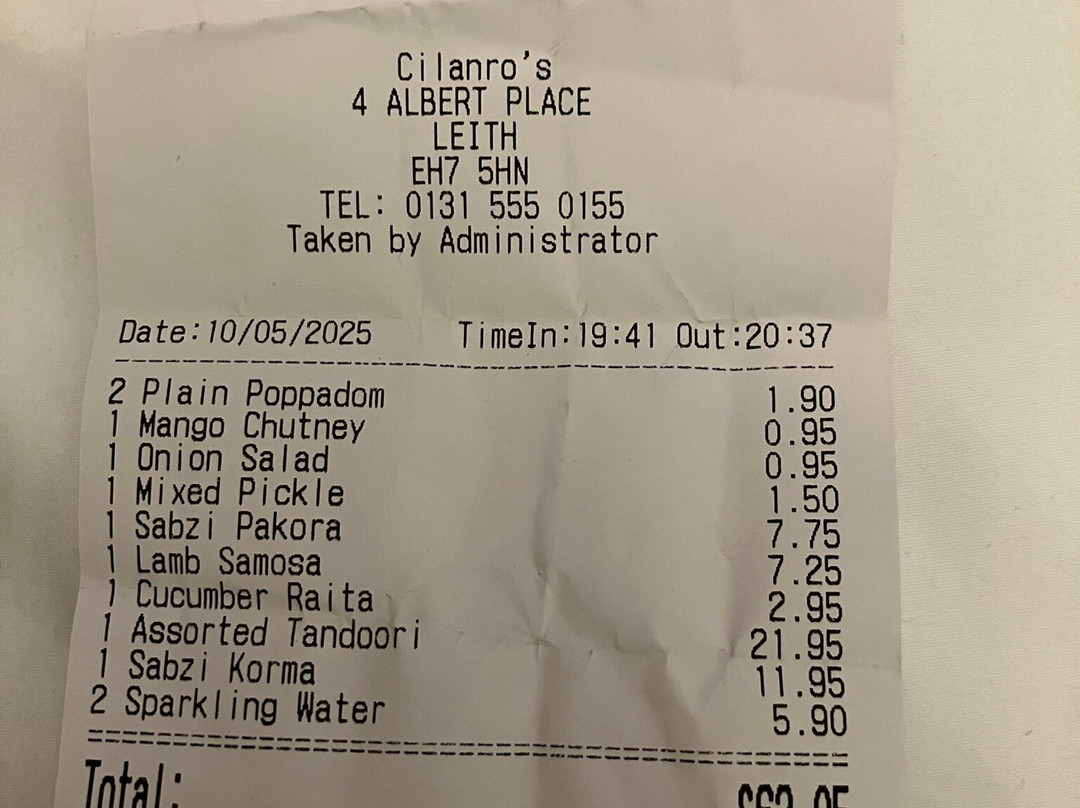 Cilanro's
4 ALBERT PLACE
LEITH
EH7 5HN
TEL: 0131 555 0155
Taken by Administrator
Date:10/05/2025 TimeIn:19:41 Out:20:37
2 Plain Poppadom 1.90
1 Mango Chutney 0.95
1 Onion Salad 0.95
1 Mixed Pickle 1.50
1 Sabzi Pakora 7.75
1 Lamb Samosa 7.25
1 Cucumber Raita 2.95
1 Assorted Tandoori 21.95
1 Sabzi Korma 11.95
2 Sparkling Water 5.90
Total: